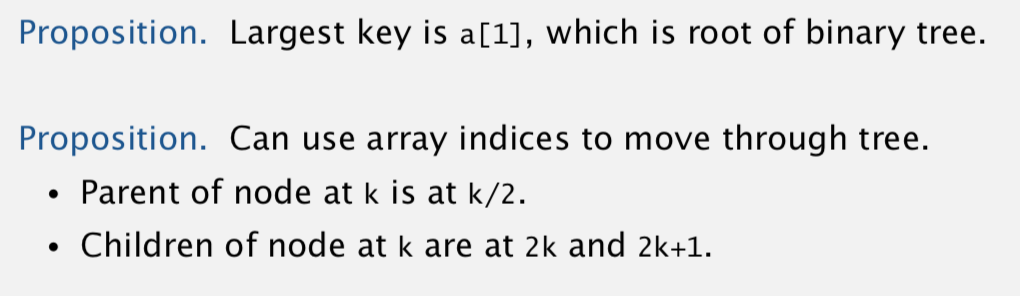 Proposition. Largest key is a[1], which is root of binary tree.
Proposition. Can use array indices to move through tree.
• Parent of node at k is at k/2.
• Children of node at k are at 2k and 2k+1.